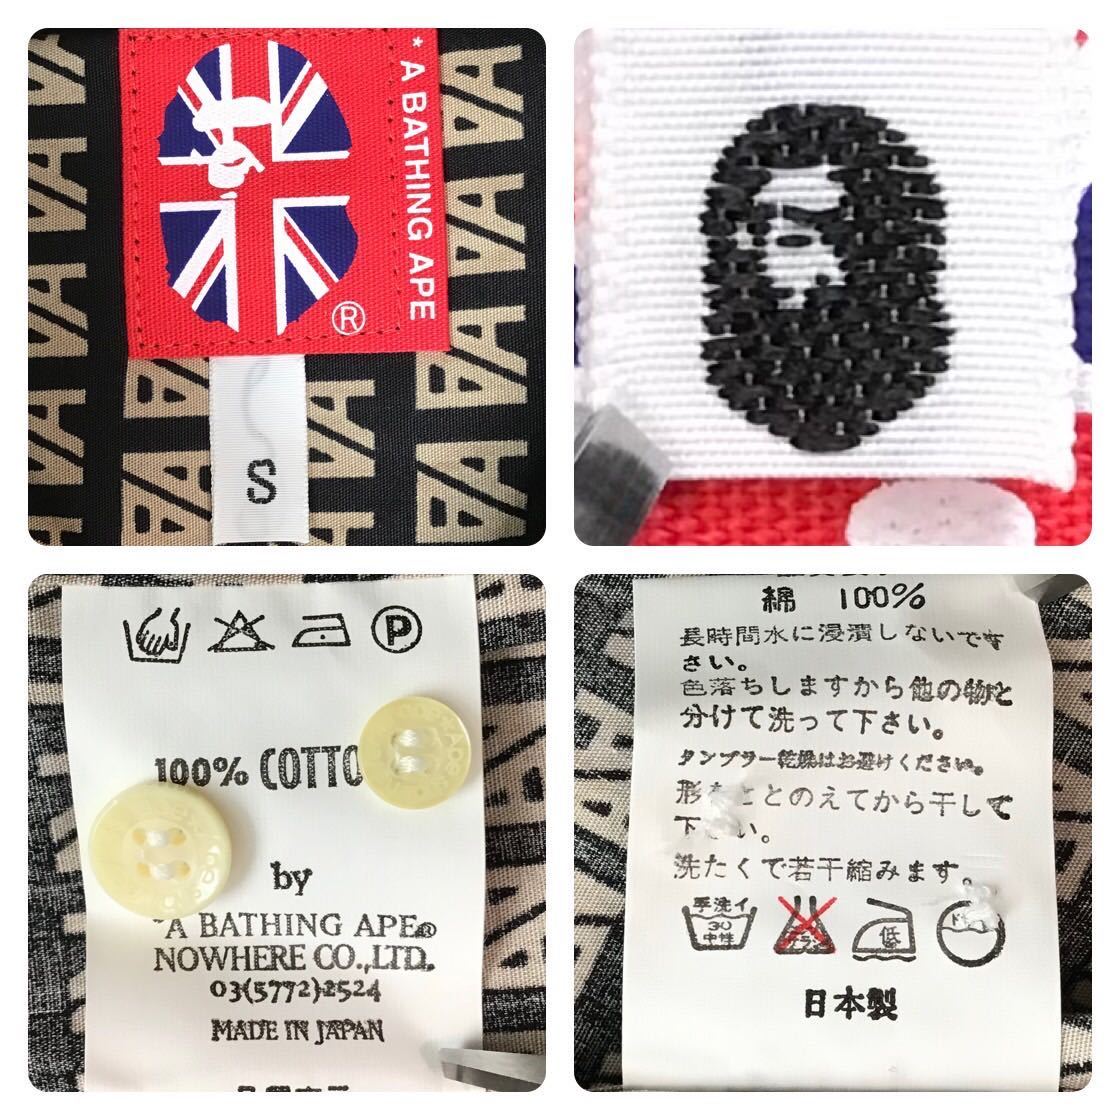 * A BATHING APE
®
S
100% COTTO
by
*A BATHING APE®
NOWHERE CO.,LTD.
03(5772)2524
MADE IN JAPAN
綿 100%
長時間水に浸漬しないです
さい。
色落ちしますから他の物と
分けて洗って下さい。
タンブラー乾燥はお避けください。
形をととのえてから干して
下さい。
洗たくで若干縮みます。
手洗イ
30
中性
低
日本製